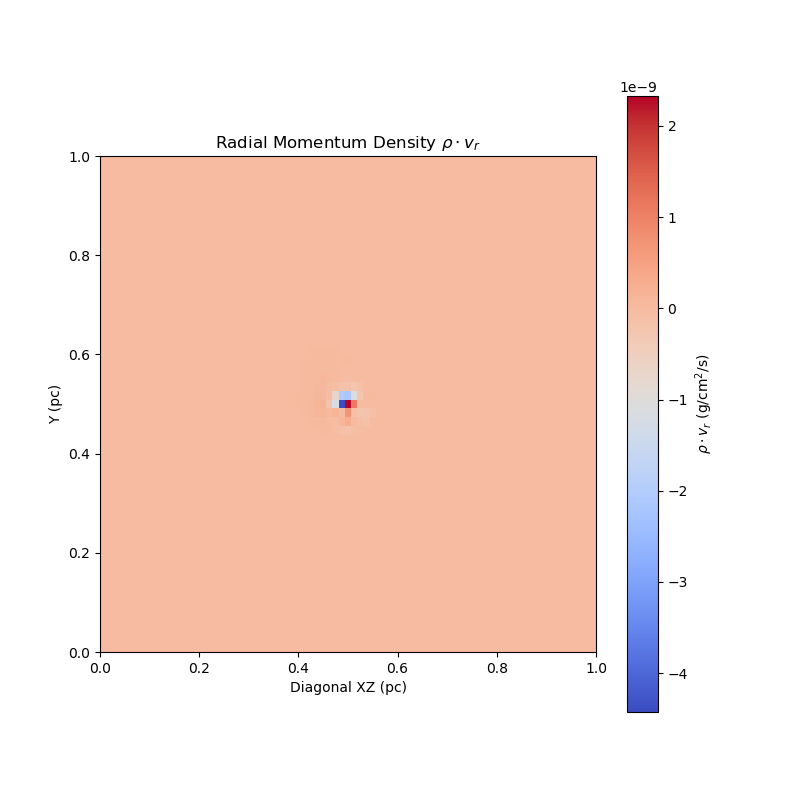 1e−9
Radial Momentum Density ρ · v_r
1.0
0.8
0.6
0.4
0.2
0.0
Y (pc)
0.0 0.2 0.4 0.6 0.8 1.0
Diagonal XZ (pc)
2
1
0
−1
−2
−3
−4
ρ · v_r (g/cm²/s)